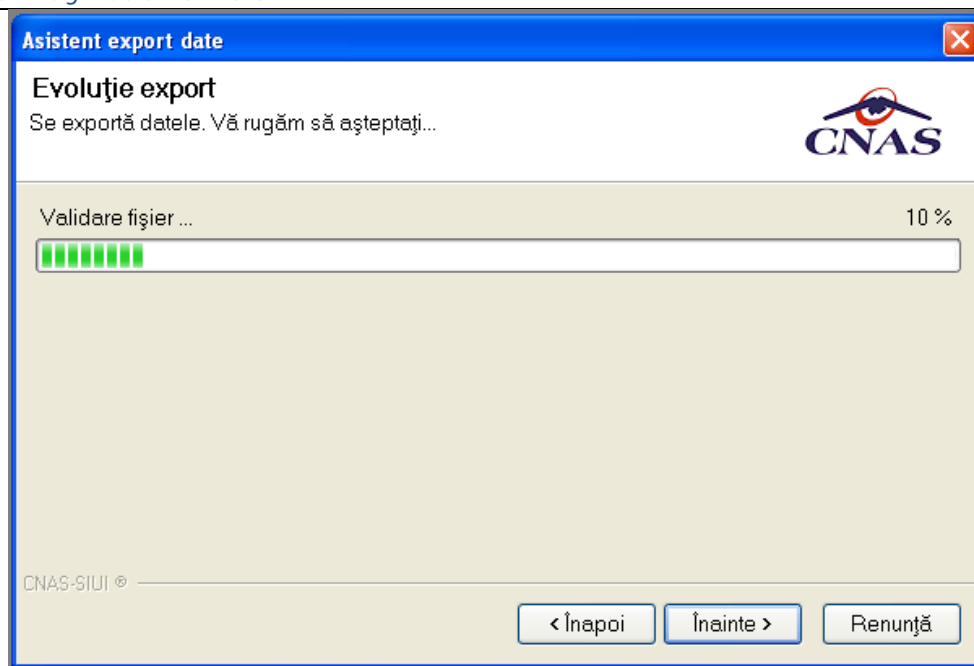 Asistent export date
Evoluţie export
Se exportă datele. Vă rugăm să aşteptaţi...
CNAS
Validare fişier ... 10 %
CNAS-SIUI ®
< Înapoi Înainte > Renunţă